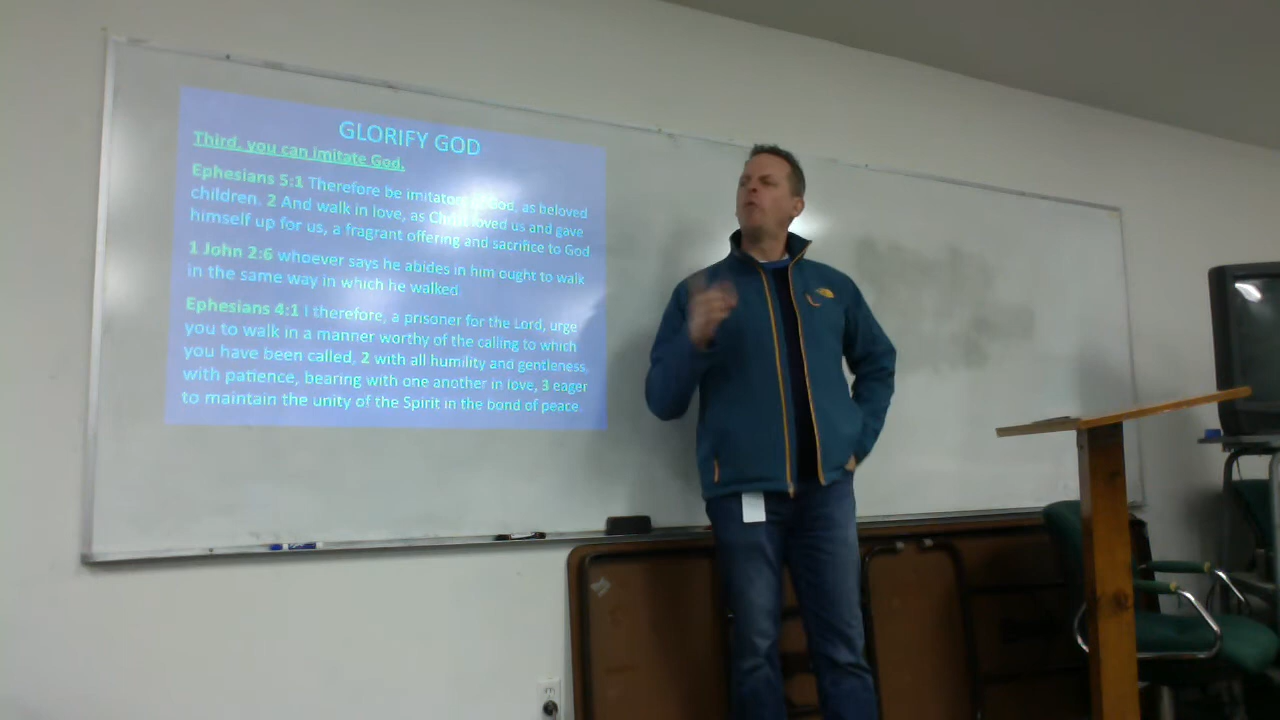 GLORIFY GOD
Third, you can imitate God.
Ephesians 5:1 Therefore be imitators God, as beloved
children. 2 And walk in love, as Christ loved us and gave
himself up for us, a fragrant offering and sacrifice to God.
1 John 2:6 whoever says he abides in him ought to walk
in the same way in which he walked.
Ephesians 4:1 I therefore, a prisoner for the Lord, urge
you to walk in a manner worthy of the calling to which
you have been called, 2 with all humility and gentleness,
with patience, bearing with one another in love, 3 eager
to maintain the unity of the Spirit in the bond of peace.